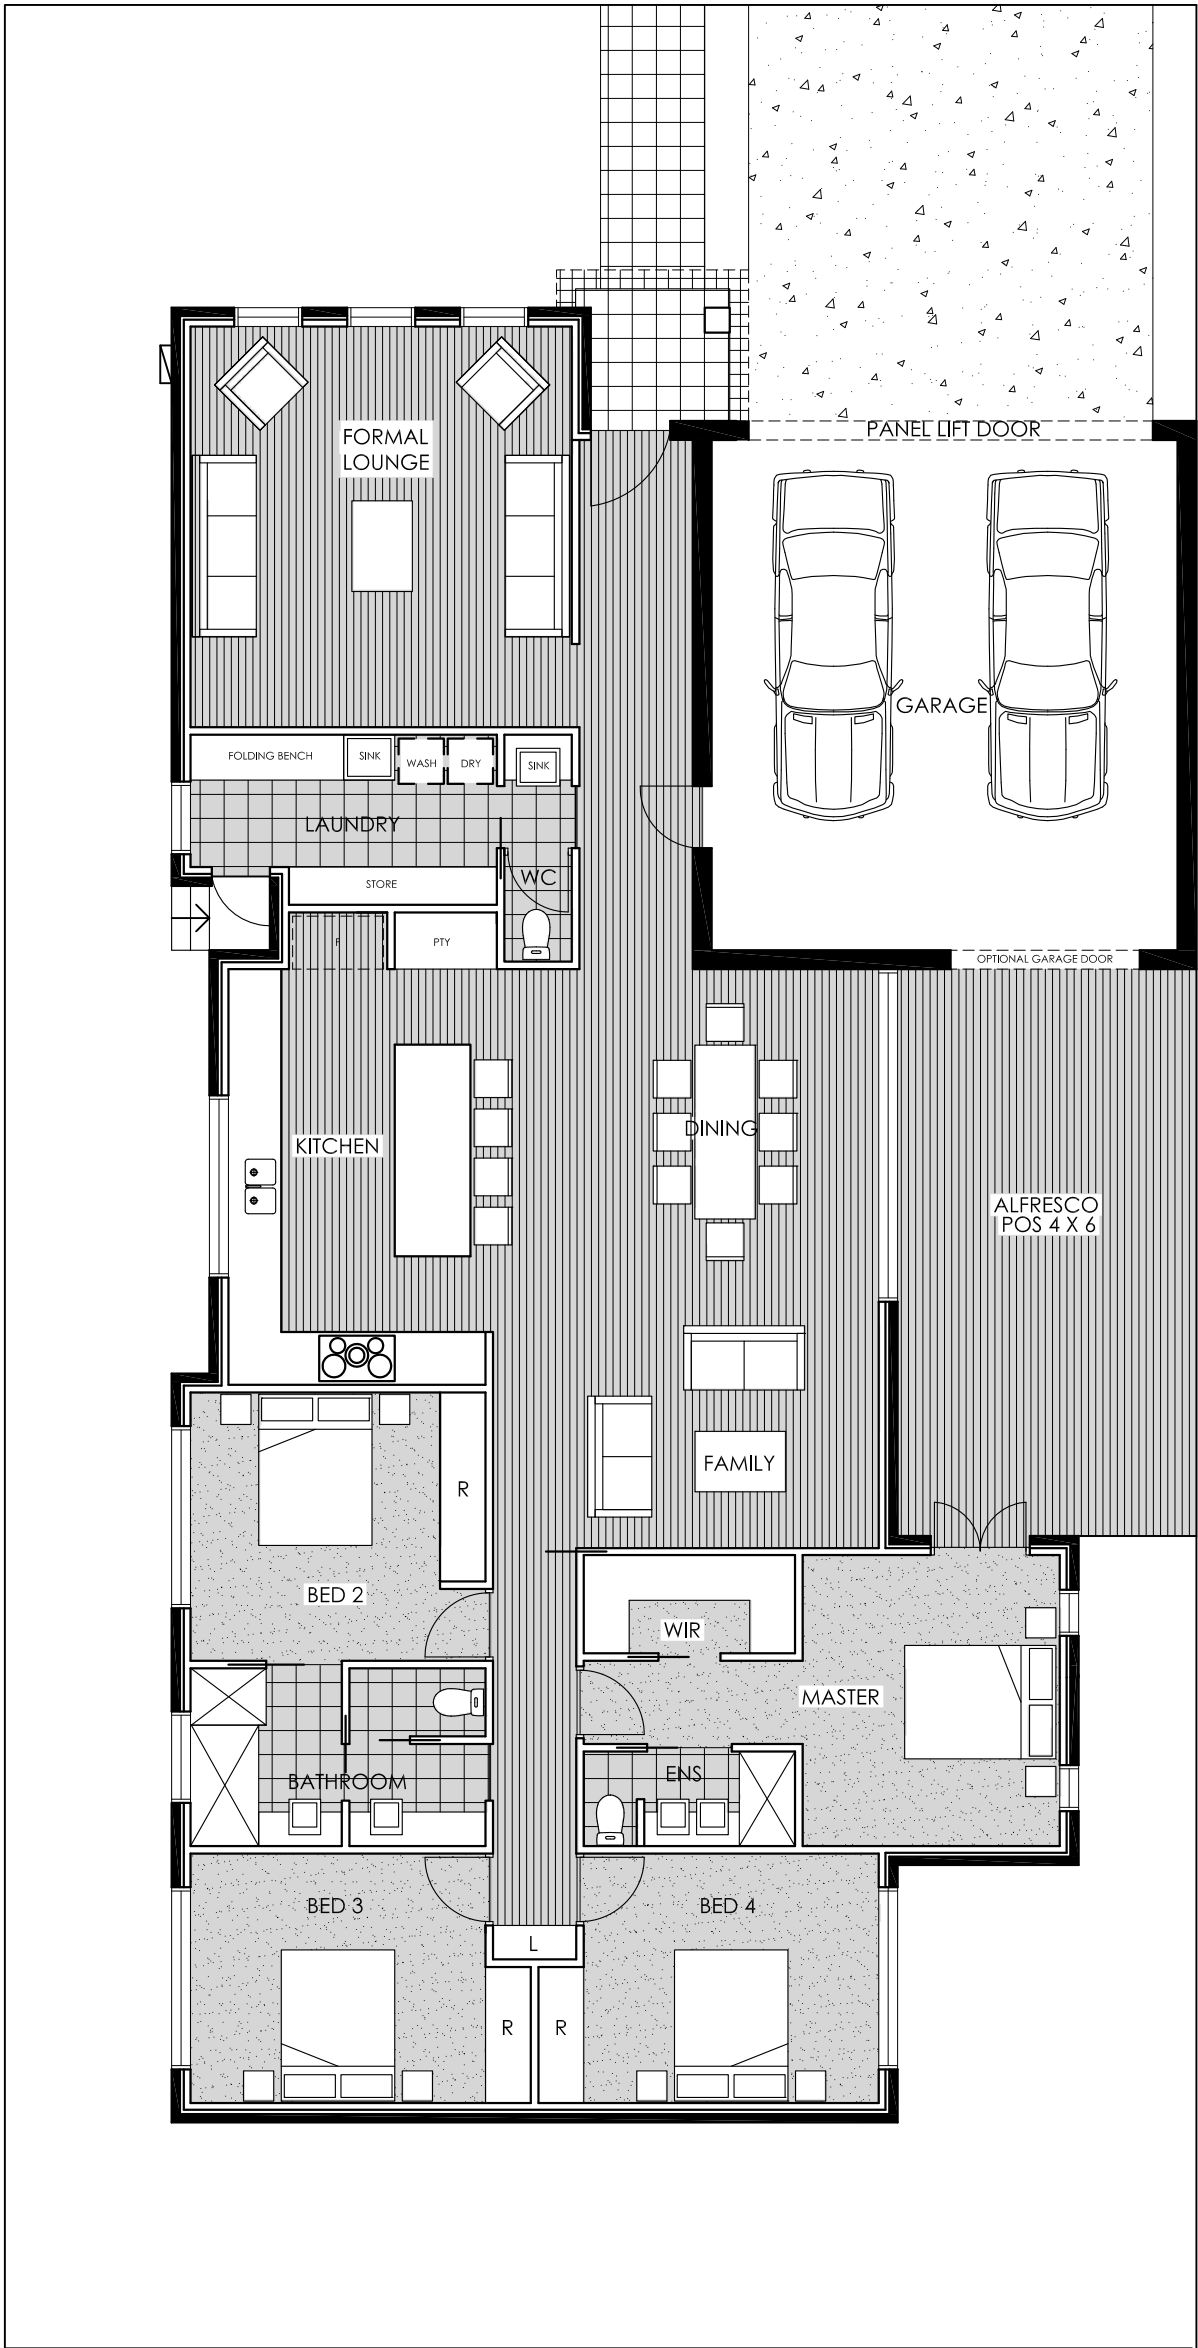 FORMAL
LOUNGE
PANEL LIFT DOOR
GARAGE
FOLDING BENCH
SINK
WASH
DRY
SINK
LAUNDRY
STORE
WC
F
PTY
OPTIONAL GARAGE DOOR
KITCHEN
DINING
ALFRESCO
POS 4 X 6
FAMILY
R
BED 2
WIR
MASTER
BATHROOM
ENS
BED 3
BED 4
L
R
R